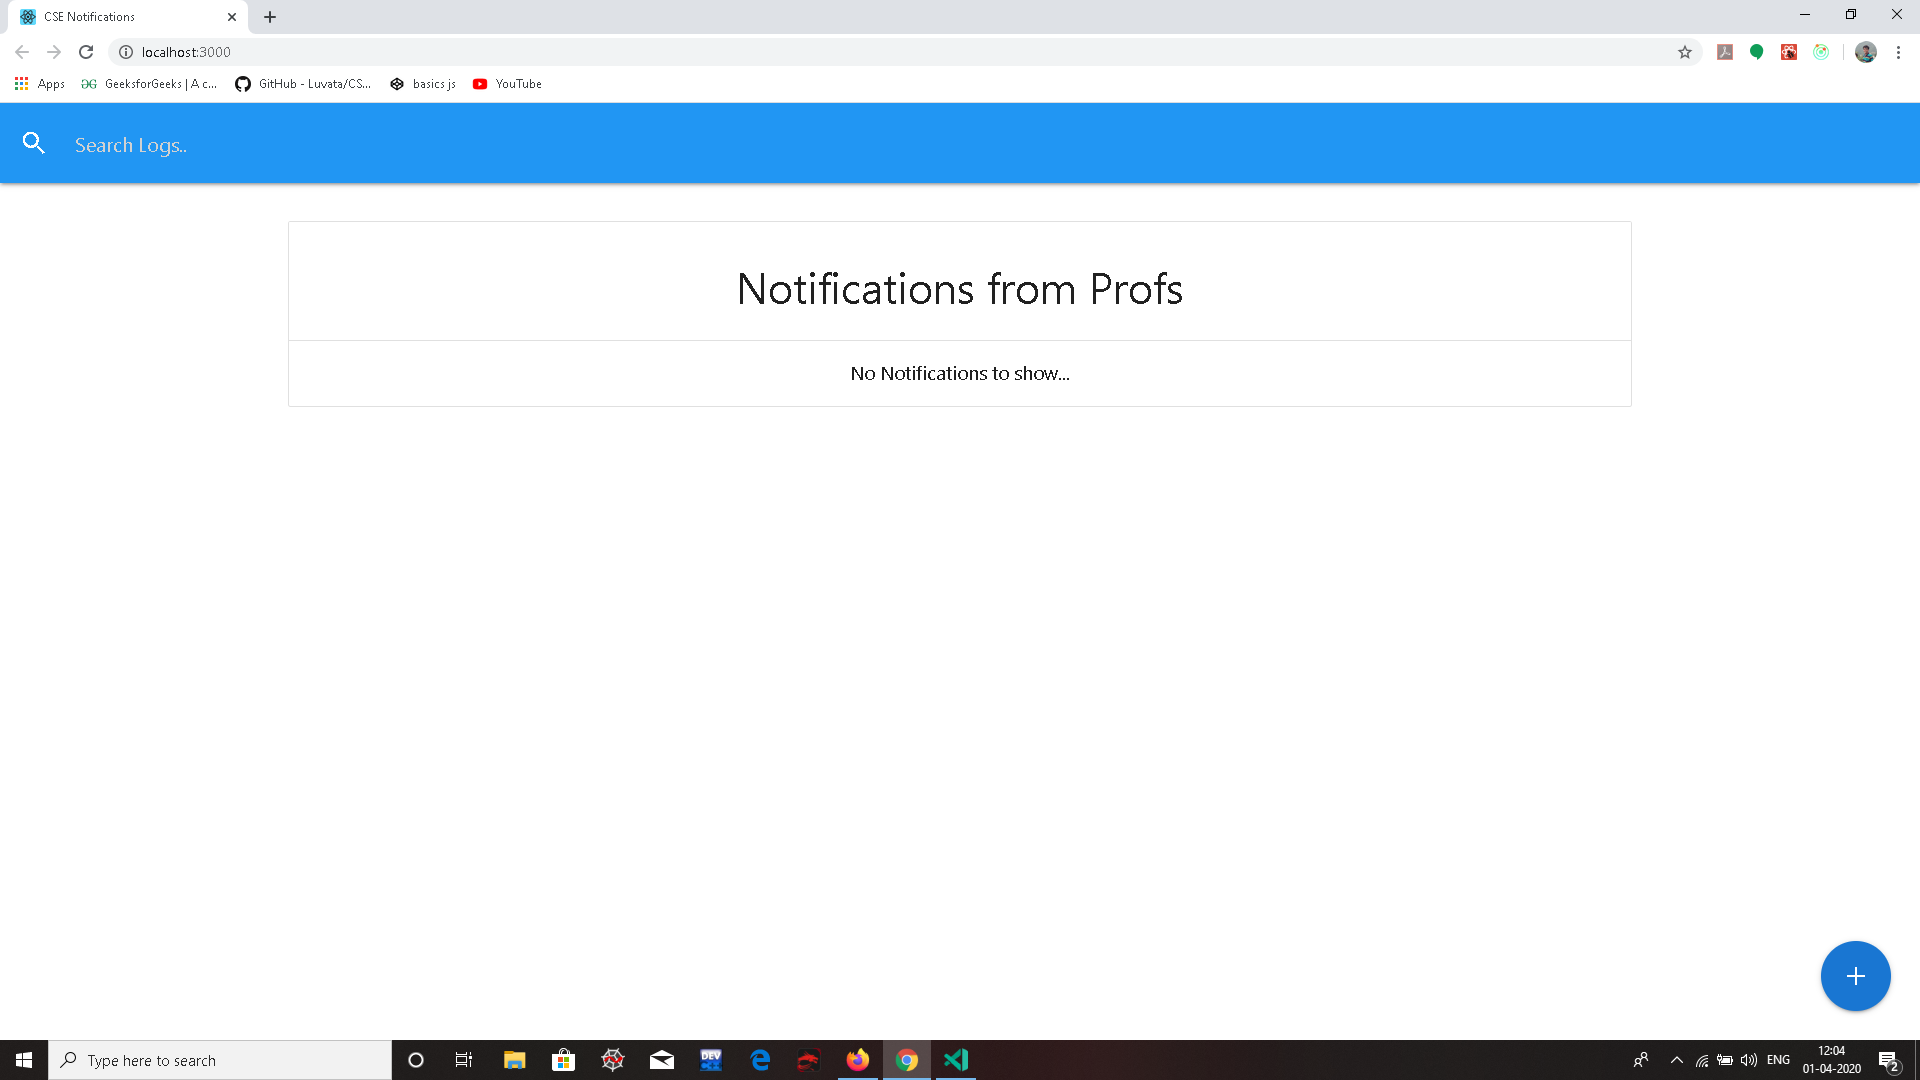 CSE Notifications
localhost:3000
Apps
GeeksforGeeks | A c...
GitHub - Luvata/CS...
basics js
YouTube
Search Logs..
Notifications from Profs
No Notifications to show...
Type here to search
DEV
ENG
12:04
01-04-2020
2